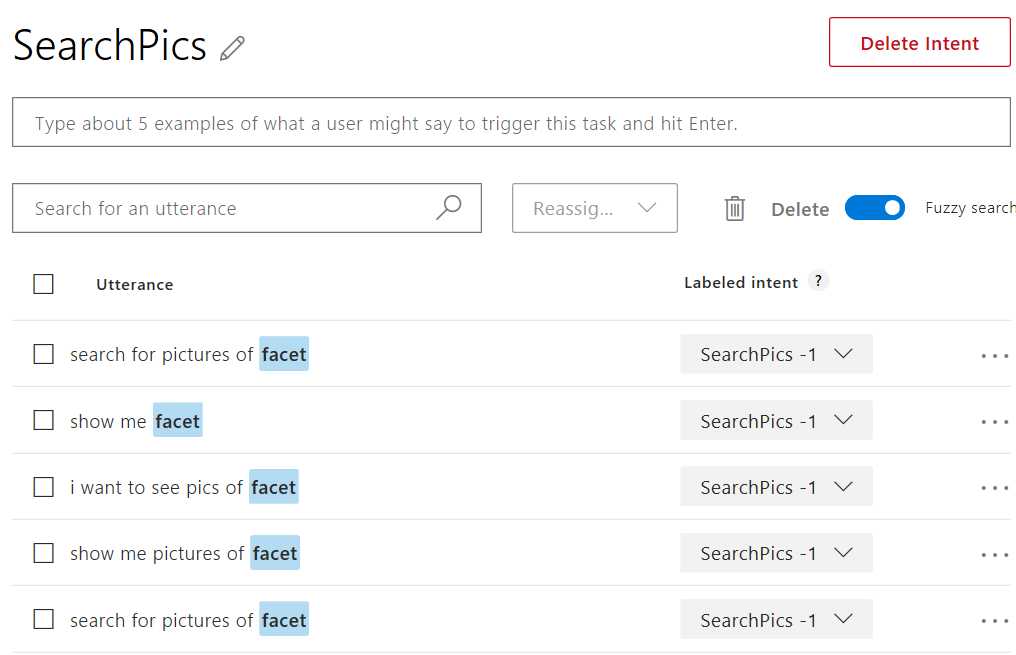 SearchPics
Delete Intent
Type about 5 examples of what a user might say to trigger this task and hit Enter.
Search for an utterance
Reassig...
Delete
Fuzzy search
Utterance
Labeled intent ?
search for pictures of facet SearchPics -1
show me facet SearchPics -1
i want to see pics of facet SearchPics -1
show me pictures of facet SearchPics -1
search for pictures of facet SearchPics -1